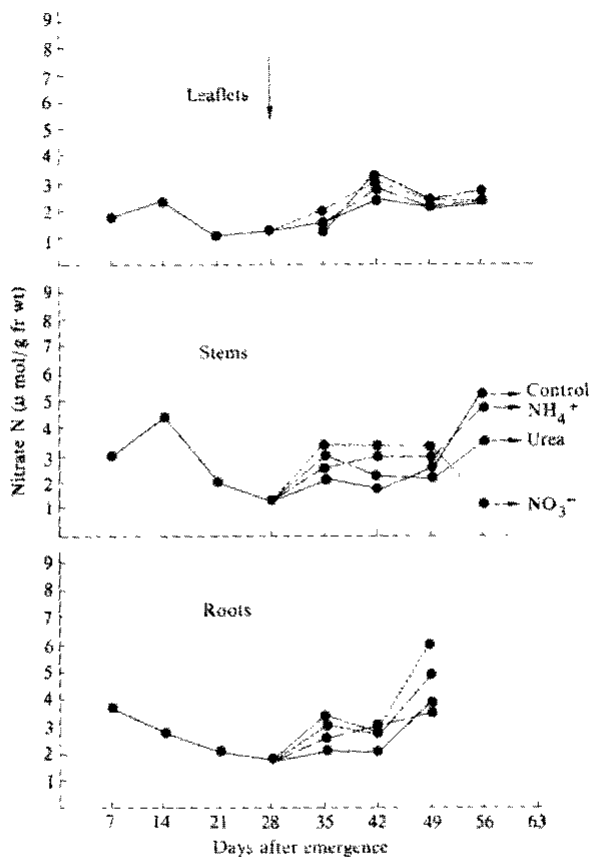 9
8
7
6
5
4
3
2
1
Leaflets
Nitrate N (μ mol/g fr wt)
9
8
7
6
5
4
3
2
1
Stems
Control
NH4+
Urea
NO3−
9
8
7
6
5
4
3
2
1
Roots
7 14 21 28 35 42 49 56 63
Days after emergence